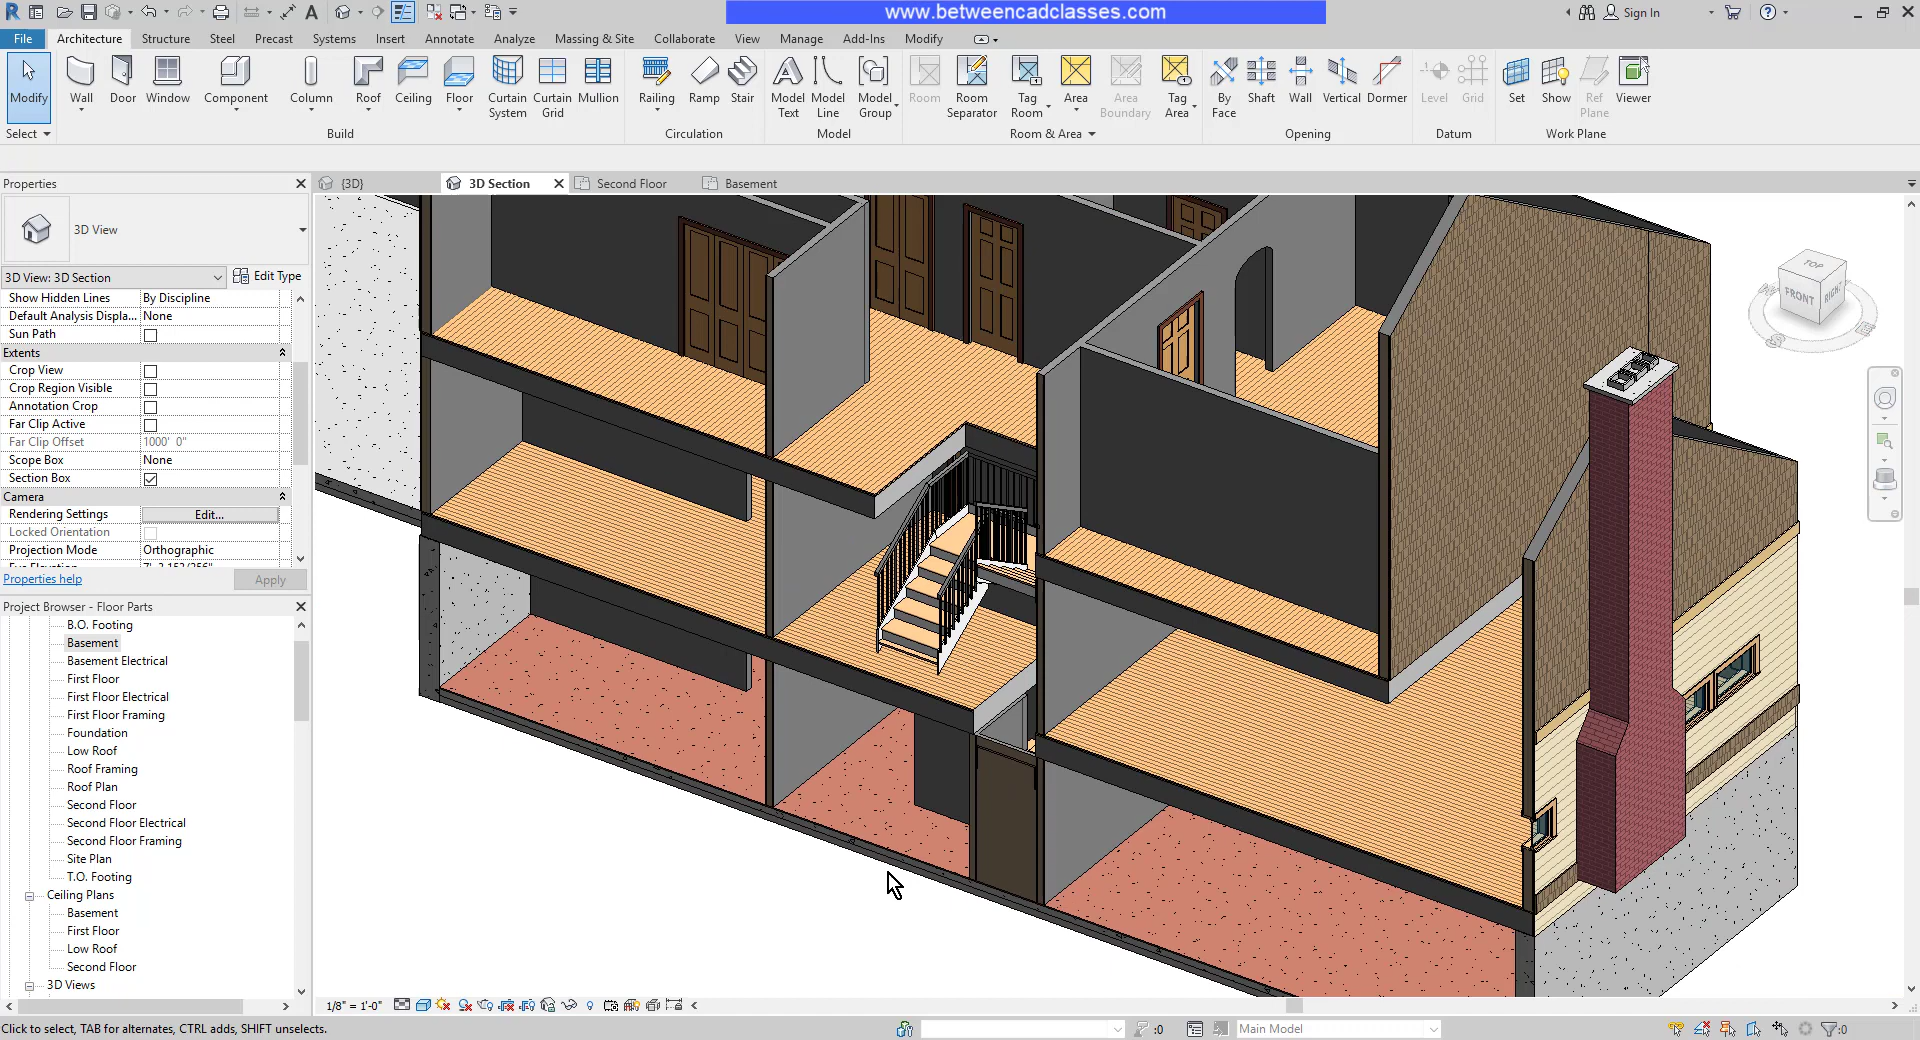 www.betweencadclasses.com
Sign In
File
Architecture
Structure
Steel
Precast
Systems
Insert
Annotate
Analyze
Massing & Site
Collaborate
View
Manage
Add-Ins
Modify
Modify
Wall
Door
Window
Component
Column
Roof
Ceiling
Floor
Curtain System
Curtain Grid
Mullion
Railing
Ramp
Stair
Model Text
Model Line
Model Group
Room
Room Separator
Tag Room
Area
Area Boundary
Tag Area
By Face
Shaft
Wall
Vertical
Dormer
Level
Grid
Set
Show
Ref Plane
Viewer
Select
Build
Circulation
Model
Room & Area
Opening
Datum
Work Plane
Properties
{3D}
3D Section
Second Floor
Basement
3D View
3D View: 3D Section
Edit Type
Show Hidden Lines By Discipline
Default Analysis Displa... None
Sun Path
Extents
Crop View
Crop Region Visible
Annotation Crop
Far Clip Active
Far Clip Offset 1000' 0"
Scope Box None
Section Box
Camera
Rendering Settings Edit...
Locked Orientation
Projection Mode Orthographic
Properties help
Apply
Project Browser - Floor Parts
B.O. Footing
Basement
Basement Electrical
First Floor
First Floor Electrical
First Floor Framing
Foundation
Low Roof
Roof Framing
Roof Plan
Second Floor
Second Floor Electrical
Second Floor Framing
Site Plan
T.O. Footing
Ceiling Plans
Basement
First Floor
Low Roof
Second Floor
3D Views
TOP
FRONT
RIGHT
1/8" = 1'-0"
Click to select, TAB for alternates, CTRL adds, SHIFT unselects.
:0
Main Model
:0